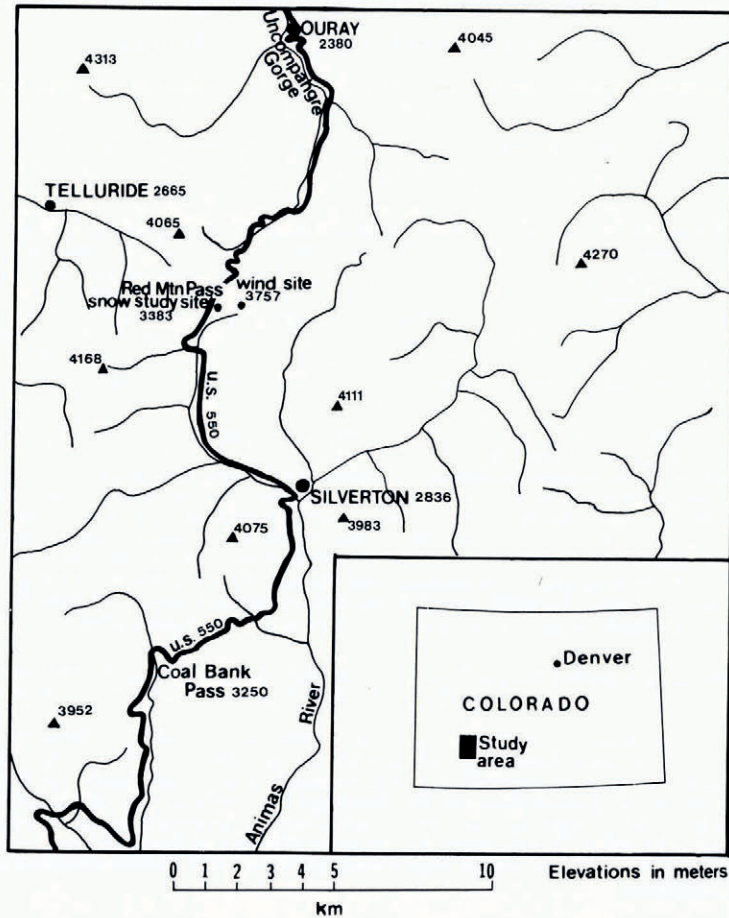 OURAY
2380
Uncompahgre
Gorge
4045
4313
TELLURIDE 2665
4065
4270
Red Mtn Pass
snow study site
3383
wind site
3757
4168
U.S. 550
4111
SILVERTON 2836
3983
4075
U.S. 550
Coal Bank
Pass 3250
3952
Animas River
Denver
COLORADO
Study
area
0 1 2 3 4 5 10
km
Elevations in meters